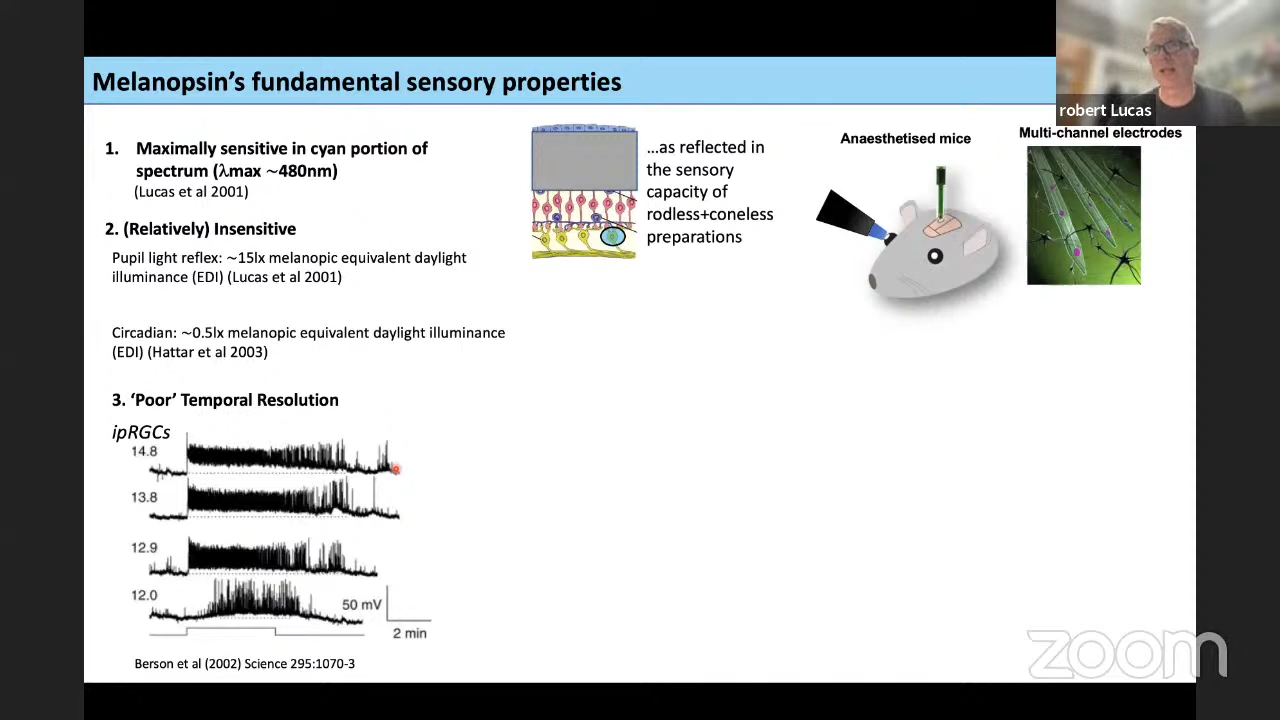 Melanopsin's fundamental sensory properties
robert Lucas
1. Maximally sensitive in cyan portion of
spectrum (λmax ~480nm)
(Lucas et al 2001)
2. (Relatively) Insensitive
Pupil light reflex: ~15lx melanopic equivalent daylight
illuminance (EDI) (Lucas et al 2001)
Circadian: ~0.5lx melanopic equivalent daylight illuminance
(EDI) (Hattar et al 2003)
3. 'Poor' Temporal Resolution
ipRGCs
14.8
13.8
12.9
12.0
50 mV
2 min
Berson et al (2002) Science 295:1070-3
...as reflected in
the sensory
capacity of
rodless+coneless
preparations
Anaesthetised mice
Multi-channel electrodes
zoom